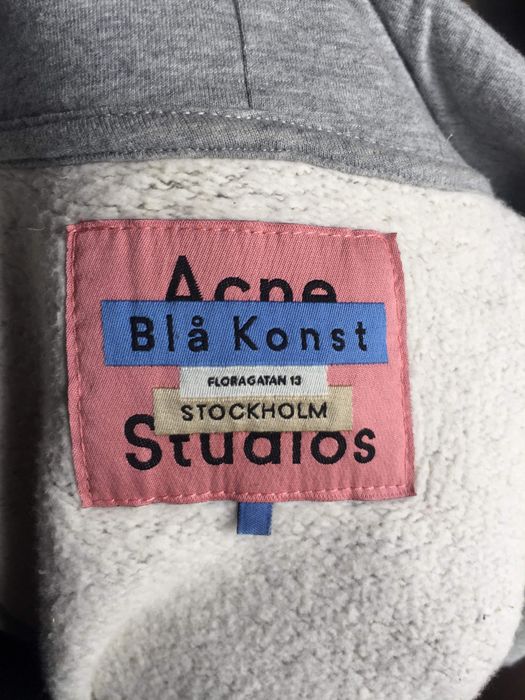 Acne
Blå Konst
FLORAGATAN 13
STOCKHOLM
Studios